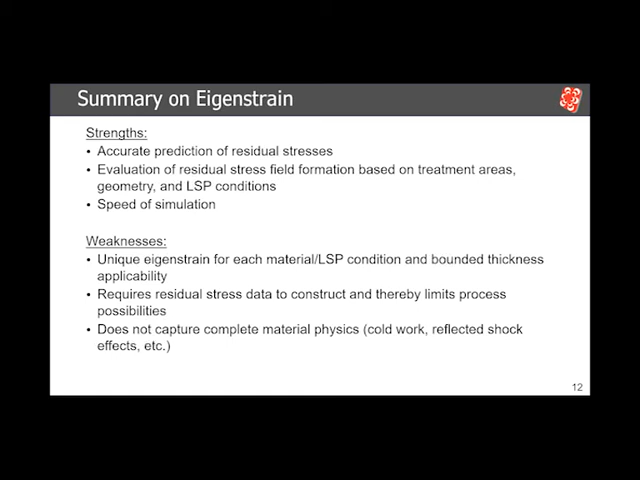 Summary on Eigenstrain
Strengths:
• Accurate prediction of residual stresses
• Evaluation of residual stress field formation based on treatment areas,
geometry, and LSP conditions
• Speed of simulation
Weaknesses:
• Unique eigenstrain for each material/LSP condition and bounded thickness
applicability
• Requires residual stress data to construct and thereby limits process
possibilities
• Does not capture complete material physics (cold work, reflected shock
effects, etc.)
12